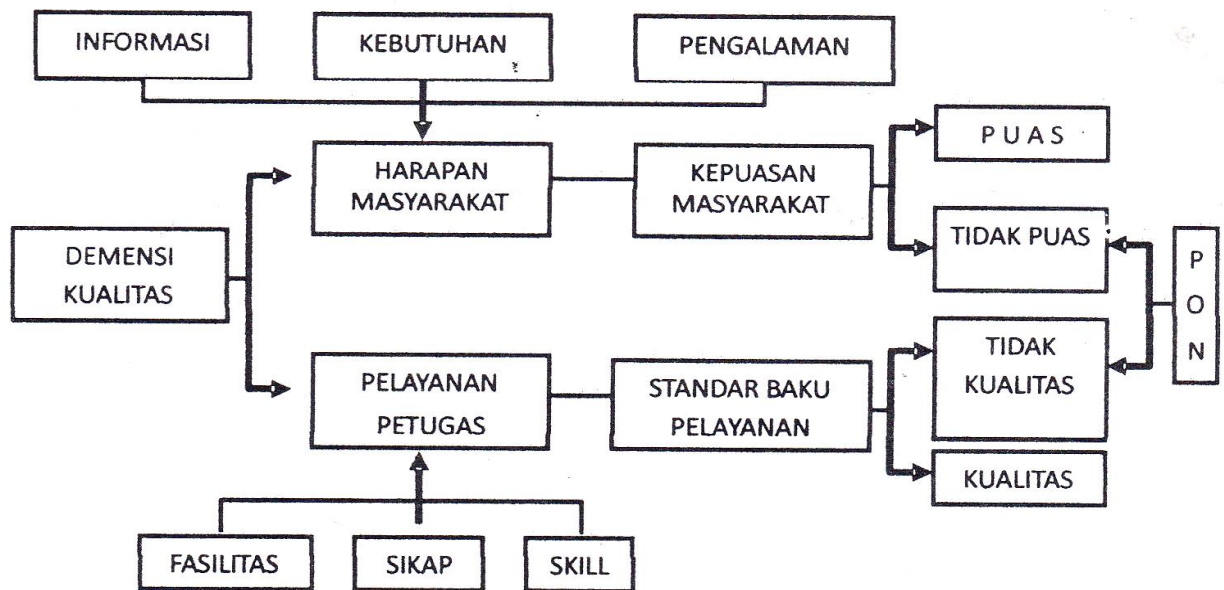 INFORMASI
KEBUTUHAN
PENGALAMAN
P U A S
HARAPAN
MASYARAKAT
KEPUASAN
MASYARAKAT
TIDAK PUAS
DEMENSI
KUALITAS
P
O
N
TIDAK
KUALITAS
PELAYANAN
PETUGAS
STANDAR BAKU
PELAYANAN
KUALITAS
FASILITAS
SIKAP
SKILL